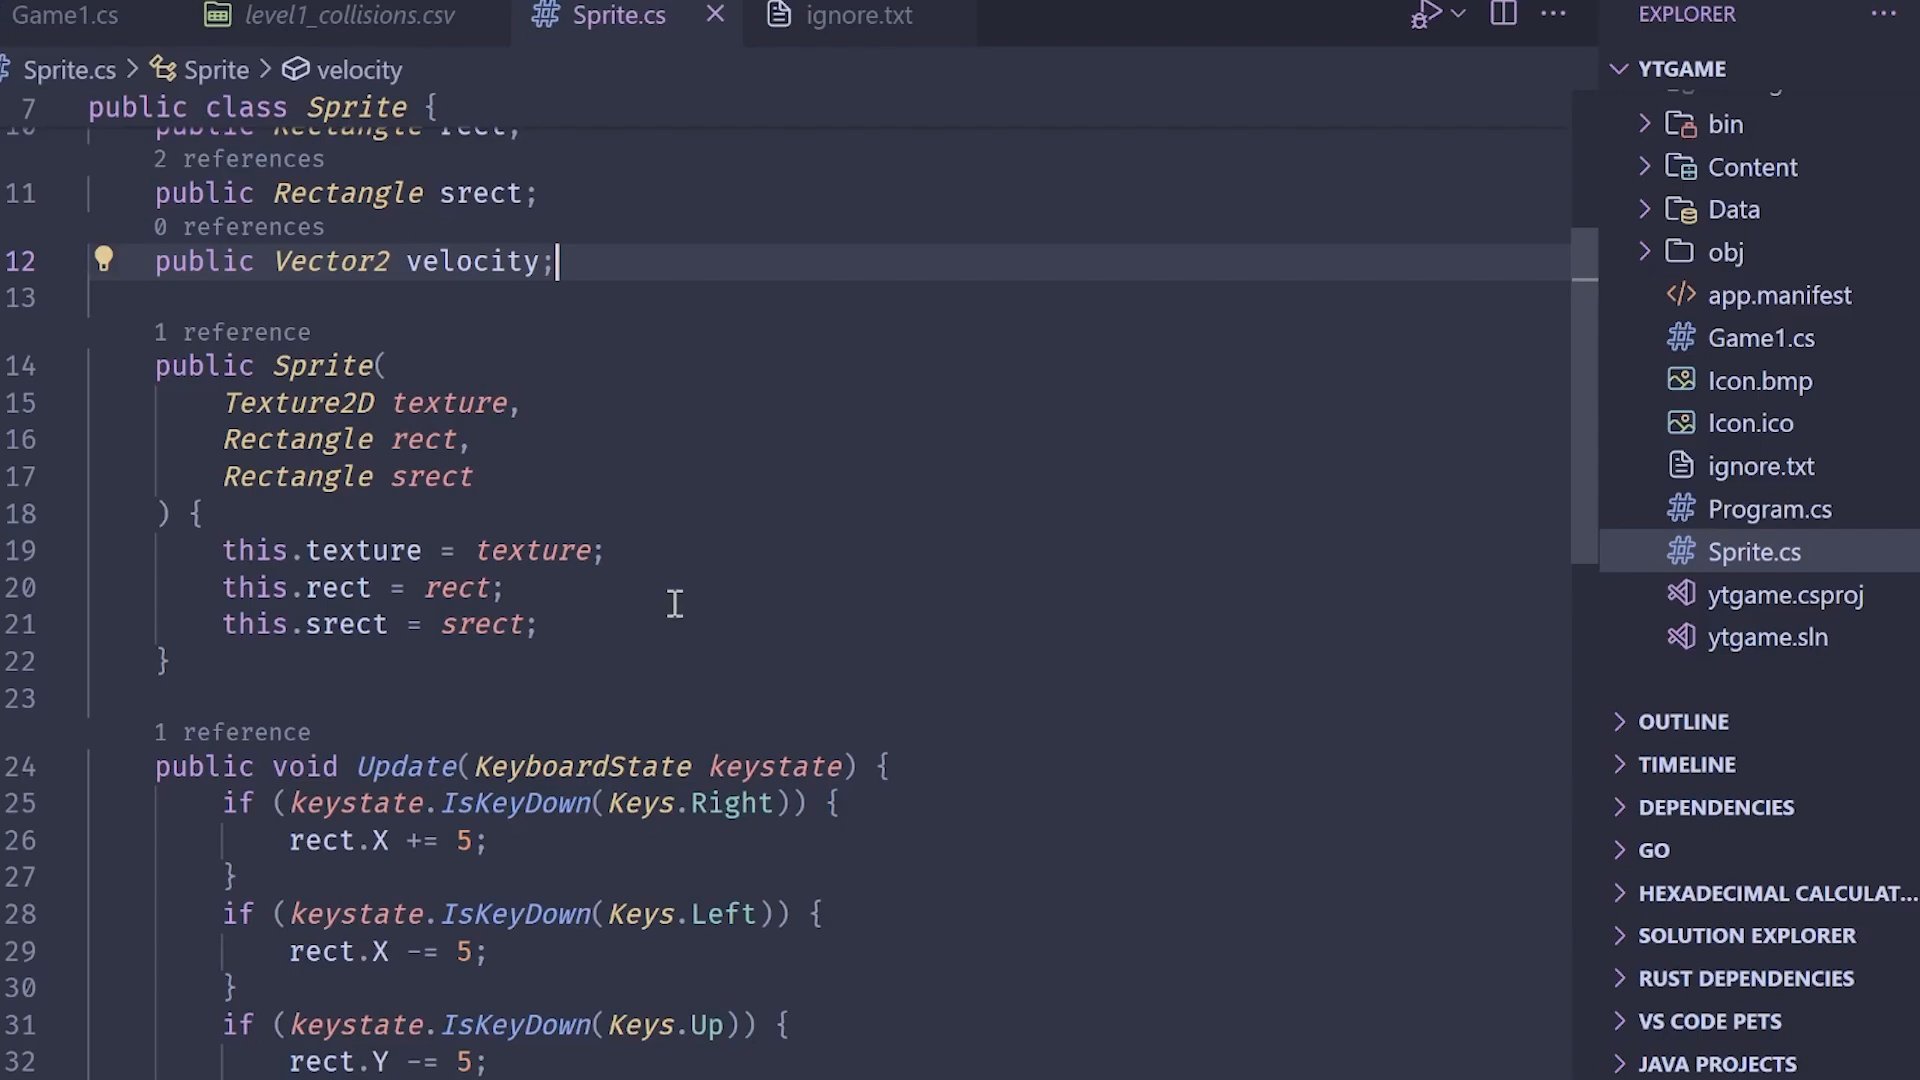 Game1.cs
level1_collisions.csv
Sprite.cs
ignore.txt
Sprite.cs > Sprite > velocity
7 public class Sprite {
10 public Rectangle rect;
2 references
11 public Rectangle srect;
0 references
12 public Vector2 velocity;
13
1 reference
14 public Sprite(
15 Texture2D texture,
16 Rectangle rect,
17 Rectangle srect
18 ) {
19 this.texture = texture;
20 this.rect = rect;
21 this.srect = srect;
22 }
23
1 reference
24 public void Update(KeyboardState keystate) {
25 if (keystate.IsKeyDown(Keys.Right)) {
26 rect.X += 5;
27 }
28 if (keystate.IsKeyDown(Keys.Left)) {
29 rect.X -= 5;
30 }
31 if (keystate.IsKeyDown(Keys.Up)) {
32 rect.Y -= 5;
EXPLORER
YTGAME
bin
Content
Data
obj
app.manifest
Game1.cs
Icon.bmp
Icon.ico
ignore.txt
Program.cs
Sprite.cs
ytgame.csproj
ytgame.sln
OUTLINE
TIMELINE
DEPENDENCIES
GO
HEXADECIMAL CALCULAT...
SOLUTION EXPLORER
RUST DEPENDENCIES
VS CODE PETS
JAVA PROJECTS